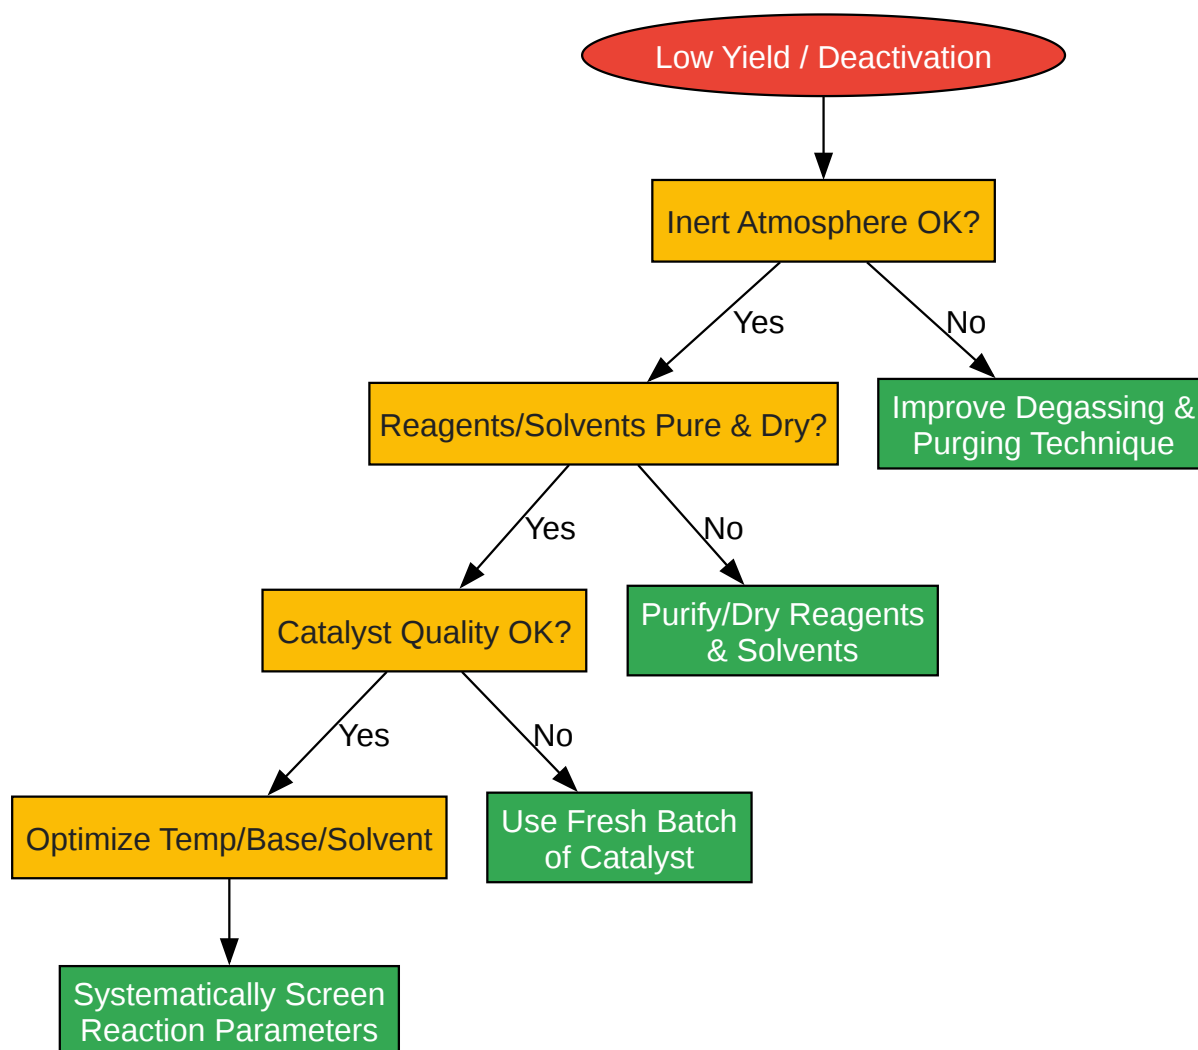 Low Yield / Deactivation
Inert Atmosphere OK?
Yes
No
Reagents/Solvents Pure & Dry?
Improve Degassing &
Purging Technique
Yes
No
Catalyst Quality OK?
Purify/Dry Reagents
& Solvents
Yes
No
Optimize Temp/Base/Solvent
Use Fresh Batch
of Catalyst
Systematically Screen
Reaction Parameters